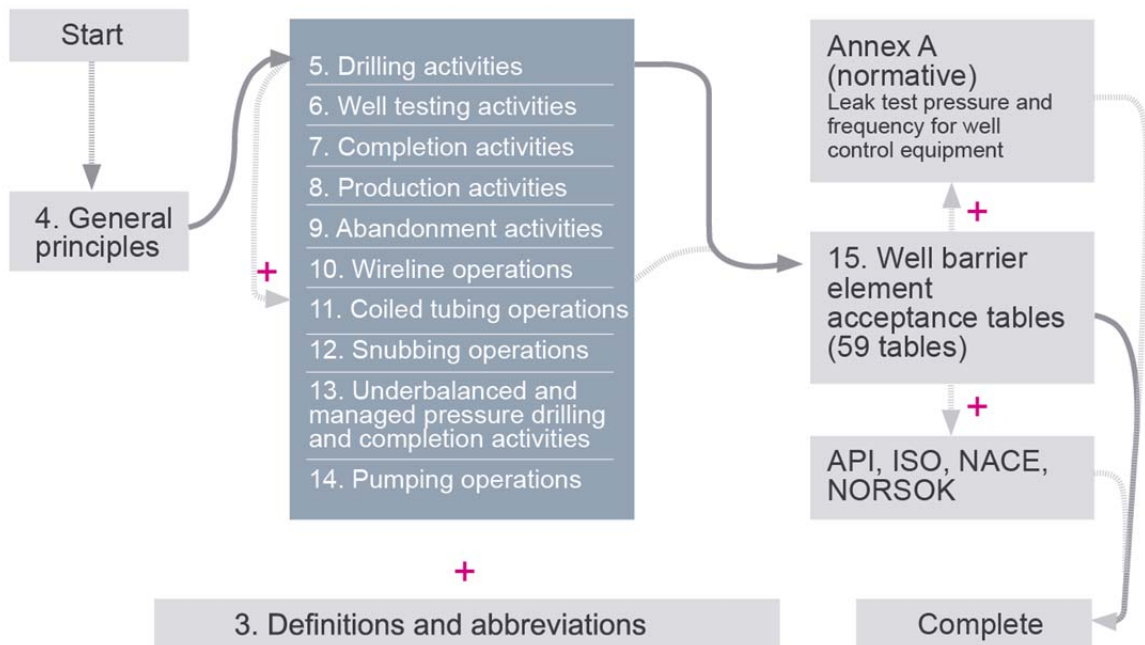 Start
4. General
principles
5. Drilling activities
6. Well testing activities
7. Completion activities
8. Production activities
9. Abandonment activities
10. Wireline operations
11. Coiled tubing operations
12. Snubbing operations
13. Underbalanced and
managed pressure drilling
and completion activities
14. Pumping operations
+
+
3. Definitions and abbreviations
Annex A
(normative)
Leak test pressure and
frequency for well
control equipment
+
15. Well barrier
element
acceptance tables
(59 tables)
+
API, ISO, NACE,
NORSOK
Complete